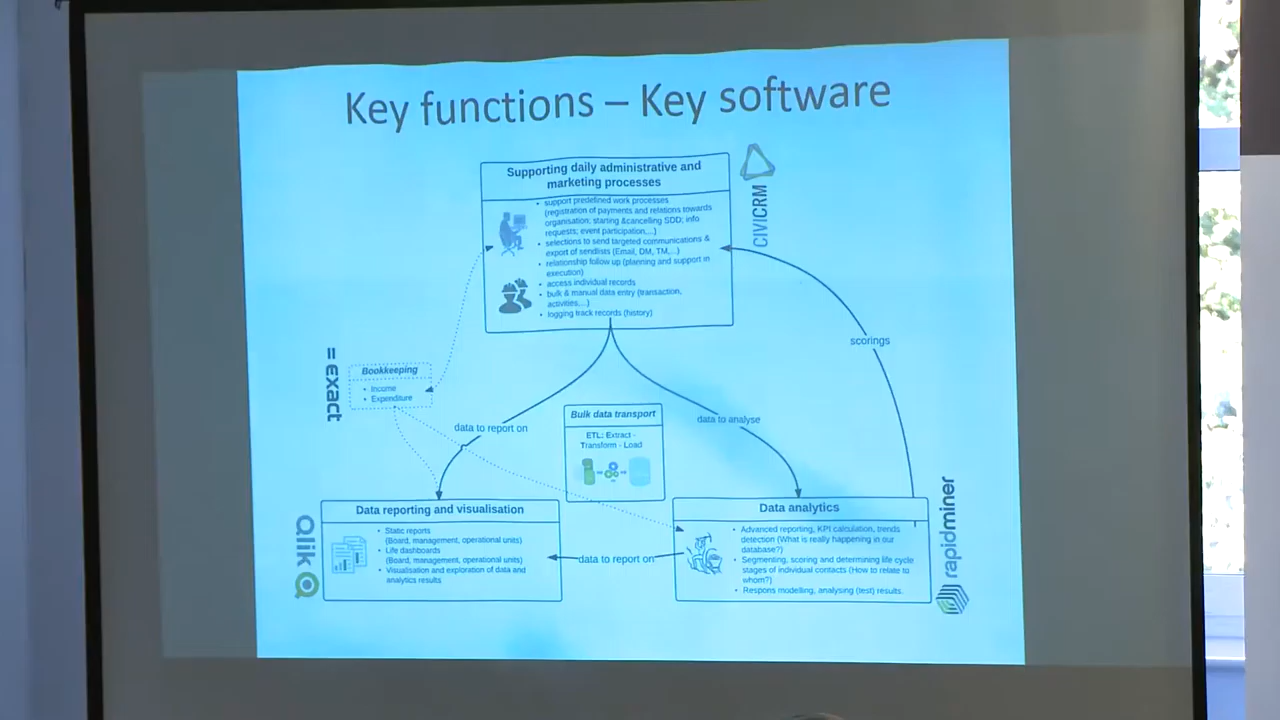 Key functions – Key software
Supporting daily administrative and
marketing processes
• support predefined work processes
(registration of payments and relations towards
organisation; starting &cancelling SDD; info
requests; event participation,...)
• selections to send targeted communications &
export of sendlists (Email, DM, TM,...)
• relationship follow up (planning and support in
execution)
• access individual records
• bulk & manual data entry (transaction,
activities,...)
• logging track records (history)
CIVICRM
scorings
= exact
Bookkeeping
• Income
• Expenditure
data to report on
Bulk data transport
ETL: Extract -
Transform - Load
data to analyse
Data reporting and visualisation
• Static reports
(Board, management, operational units)
• Life dashboards
(Board, management, operational units)
• Visualisation and exploration of data and
analytics results
Qlik
data to report on
Data analytics
• Advanced reporting, KPI calculation, trends
detection (What is really happening in our
database?)
• Segmenting, scoring and determining life cycle
stages of individual contacts (How to relate to
whom?)
• Respons modelling, analysing (test) results.
rapidminer